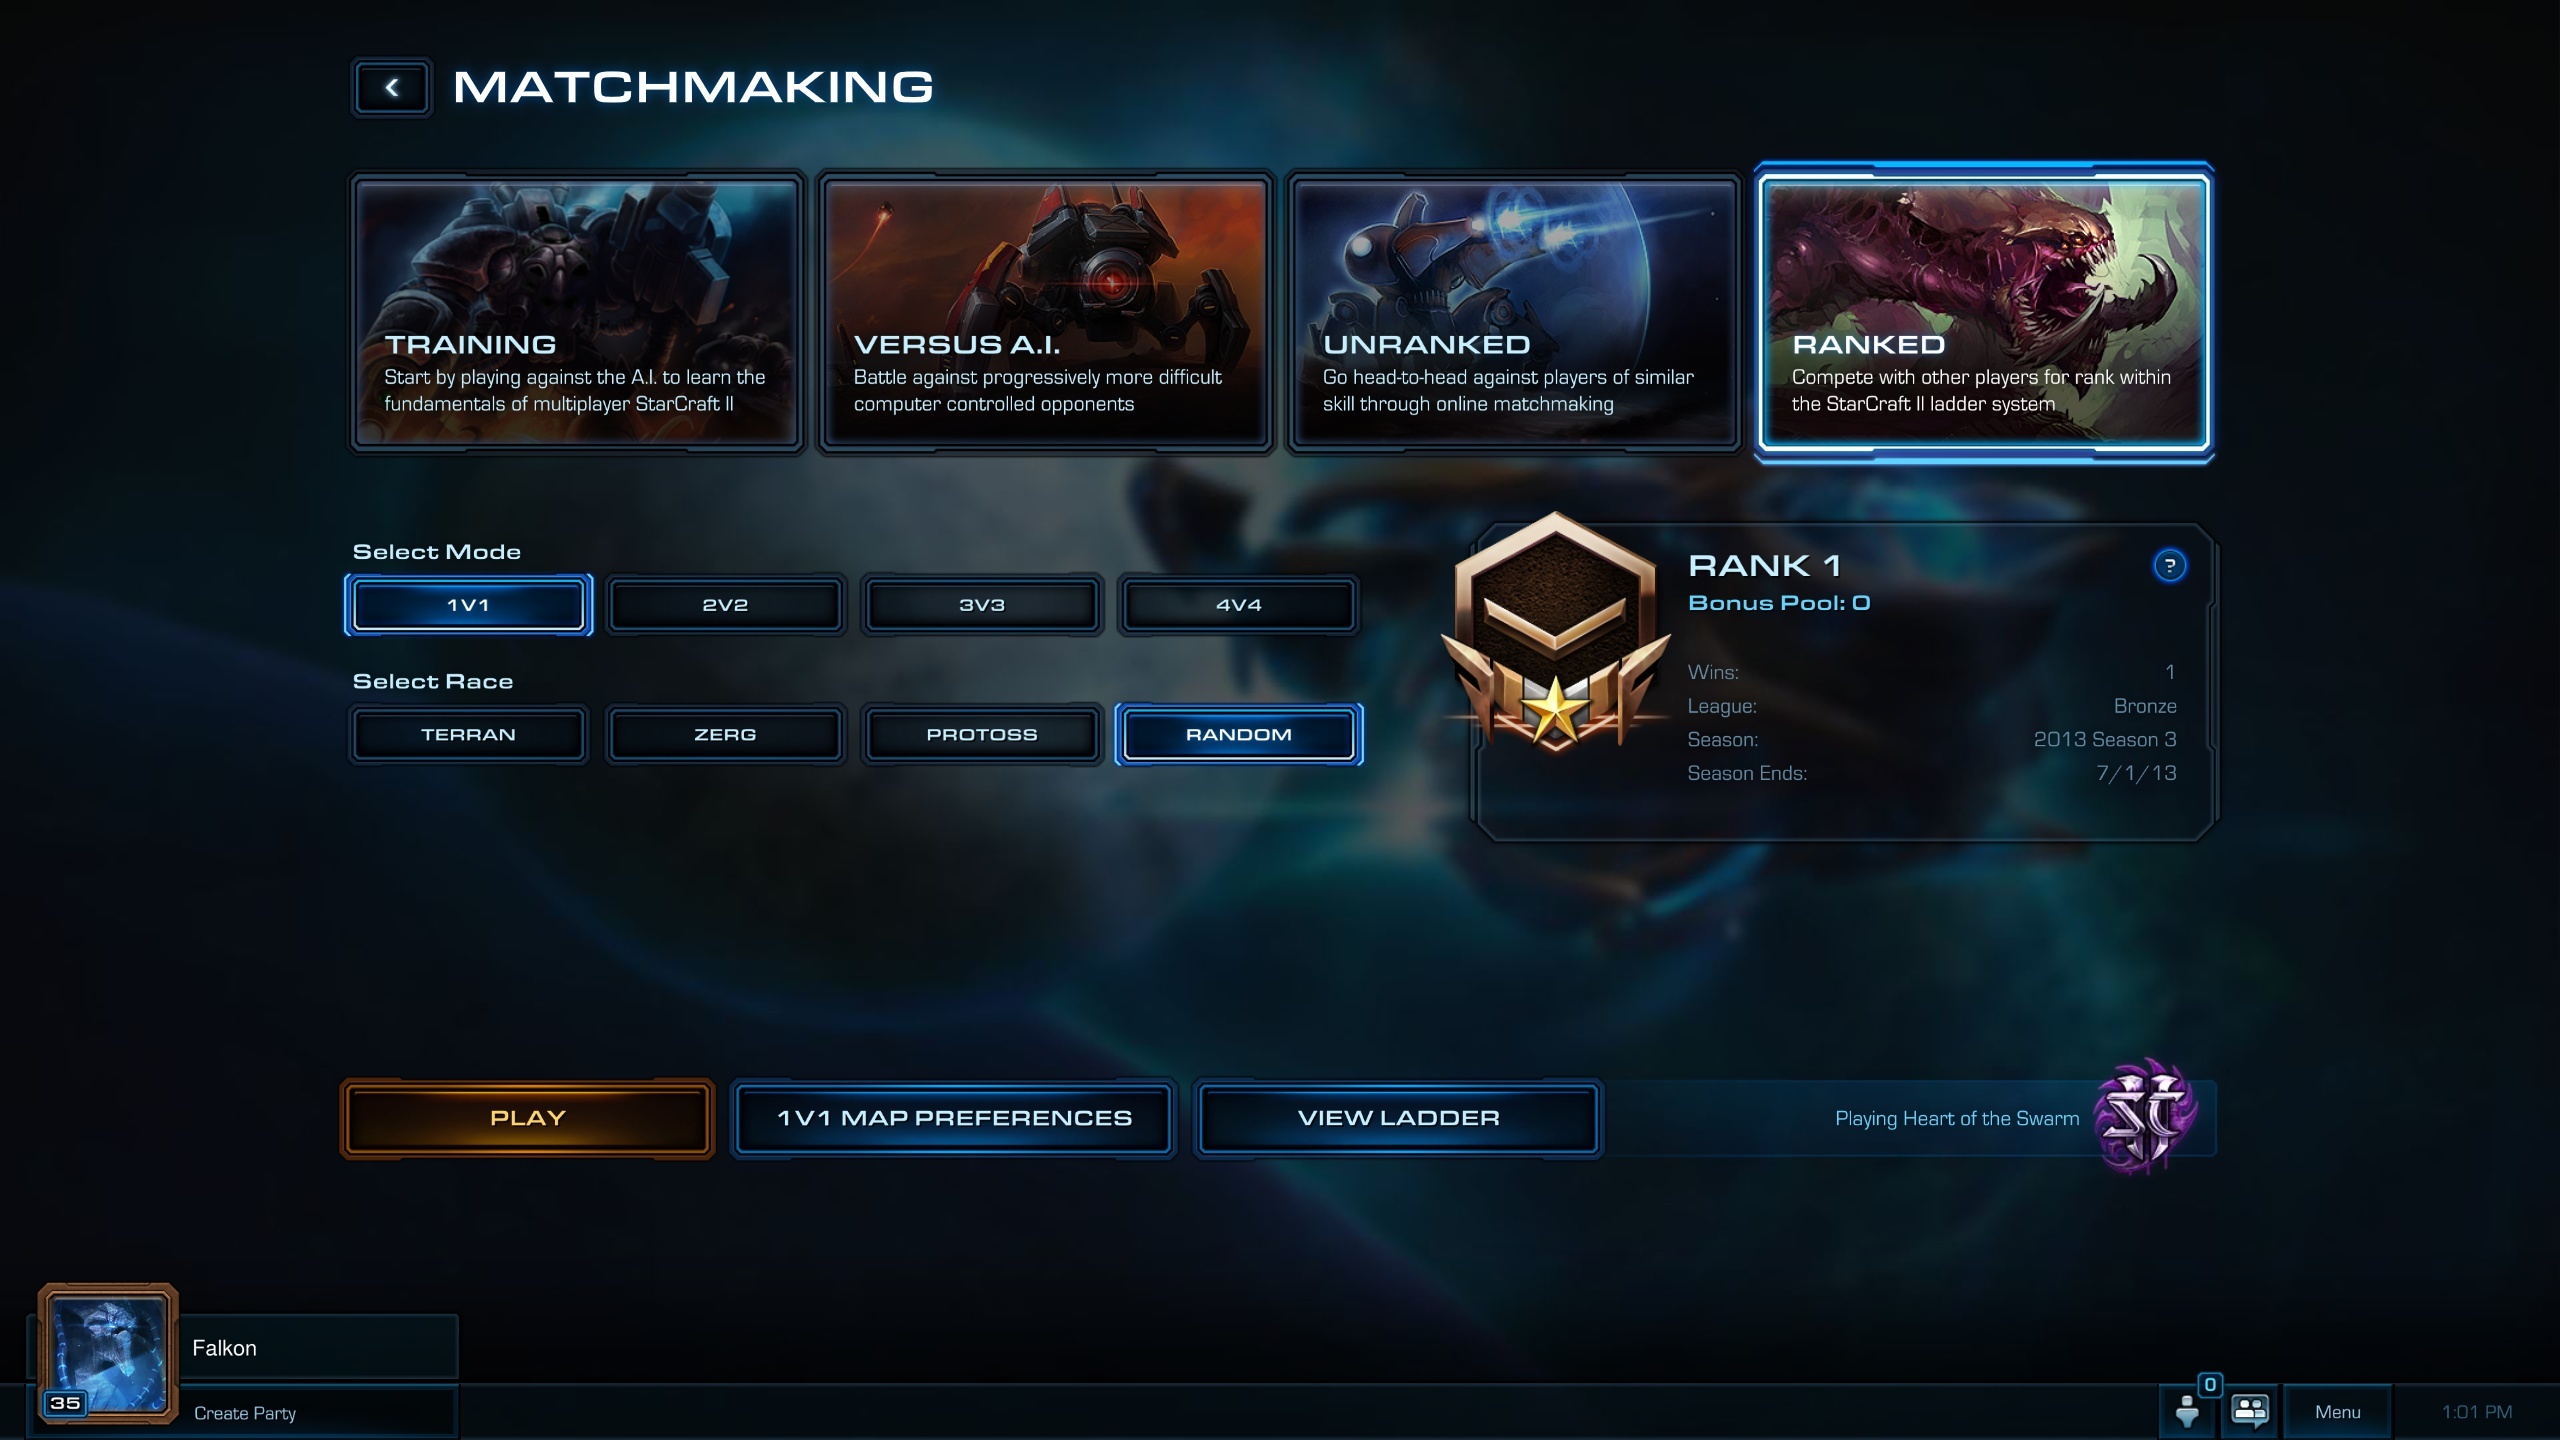 MATCHMAKING
TRAINING
Start by playing against the A.I. to learn the
fundamentals of multiplayer StarCraft II
VERSUS A.I.
Battle against progressively more difficult
computer controlled opponents
UNRANKED
Go head-to-head against players of similar
skill through online matchmaking
RANKED
Compete with other players for rank within
the StarCraft II ladder system
Select Mode
1V1
2V2
3V3
4V4
Select Race
TERRAN
ZERG
PROTOSS
RANDOM
RANK 1
?
Bonus Pool: 0
Wins: 1
League: Bronze
Season: 2013 Season 3
Season Ends: 7/1/13
PLAY
1V1 MAP PREFERENCES
VIEW LADDER
Playing Heart of the Swarm
SC II
Falkon
35
Create Party
0
Menu
1:01 PM